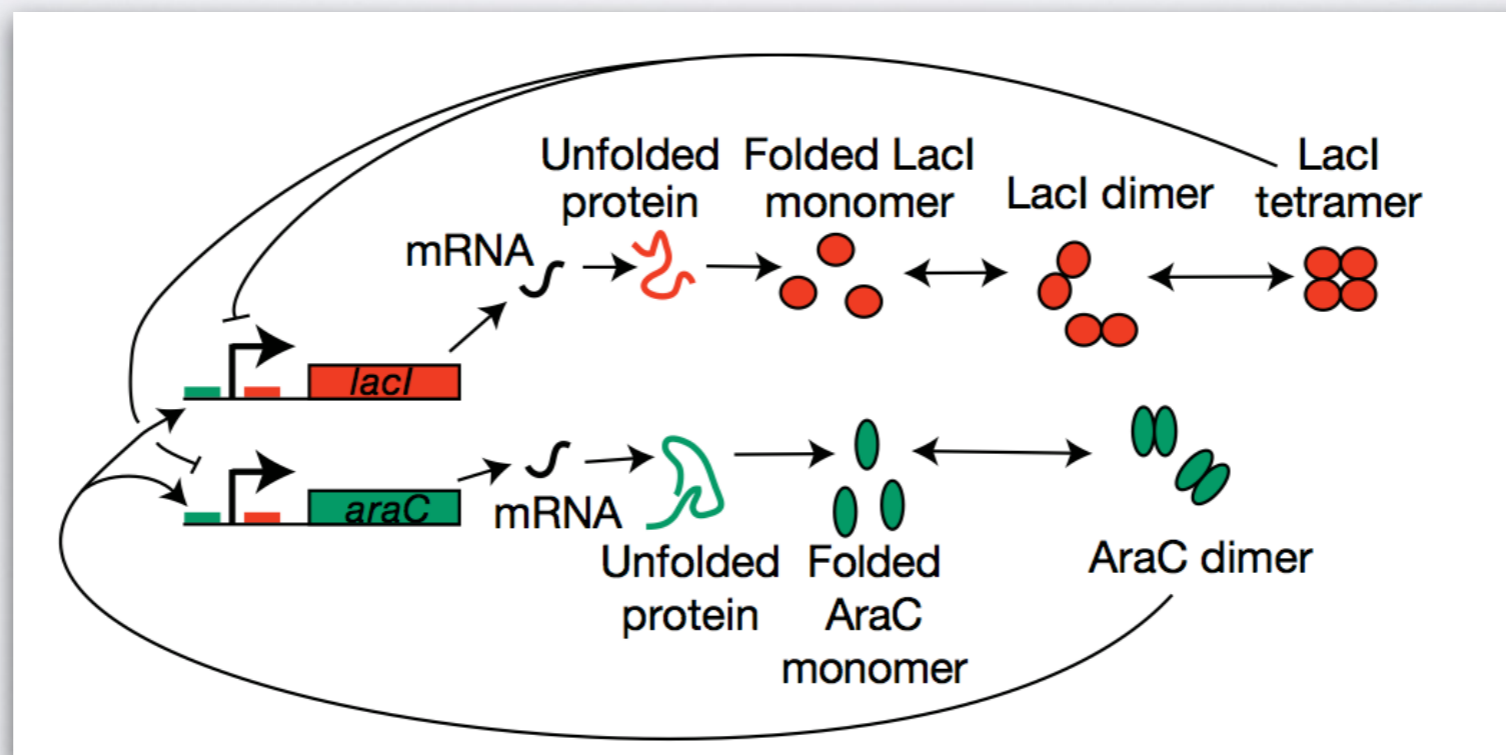 Unfolded
protein
Folded LacI
monomer
LacI dimer
LacI
tetramer
mRNA
lacI
araC
mRNA
Unfolded
protein
Folded
AraC
monomer
AraC dimer